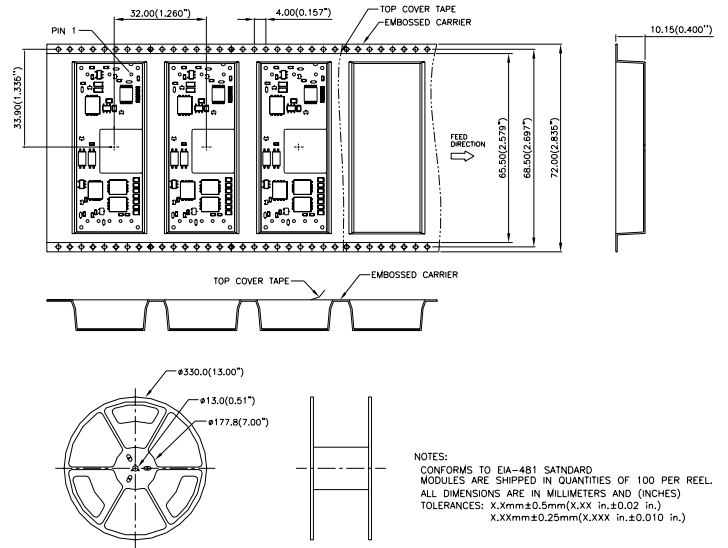 TOP COVER TAPE
EMBOSSED CARRIER
32.00(1.260")
4.00(0.157")
10.15(0.400")
PIN 1
33.90(1.335")
FEED
DIRECTION
65.50(2.579")
68.50(2.697")
72.00(2.835")
TOP COVER TAPE
EMBOSSED CARRIER
ø330.0(13.00")
ø13.0(0.51")
ø177.8(7.00")
NOTES:
CONFORMS TO EIA-481 SATNDARD
MODULES ARE SHIPPED IN QUANTITIES OF 100 PER REEL.
ALL DIMENSIONS ARE IN MILLIMETERS AND (INCHES)
TOLERANCES: X.Xmm±0.5mm(X.XX in.±0.02 in.)
X.XXmm±0.25mm(X.XXX in.±0.010 in.)